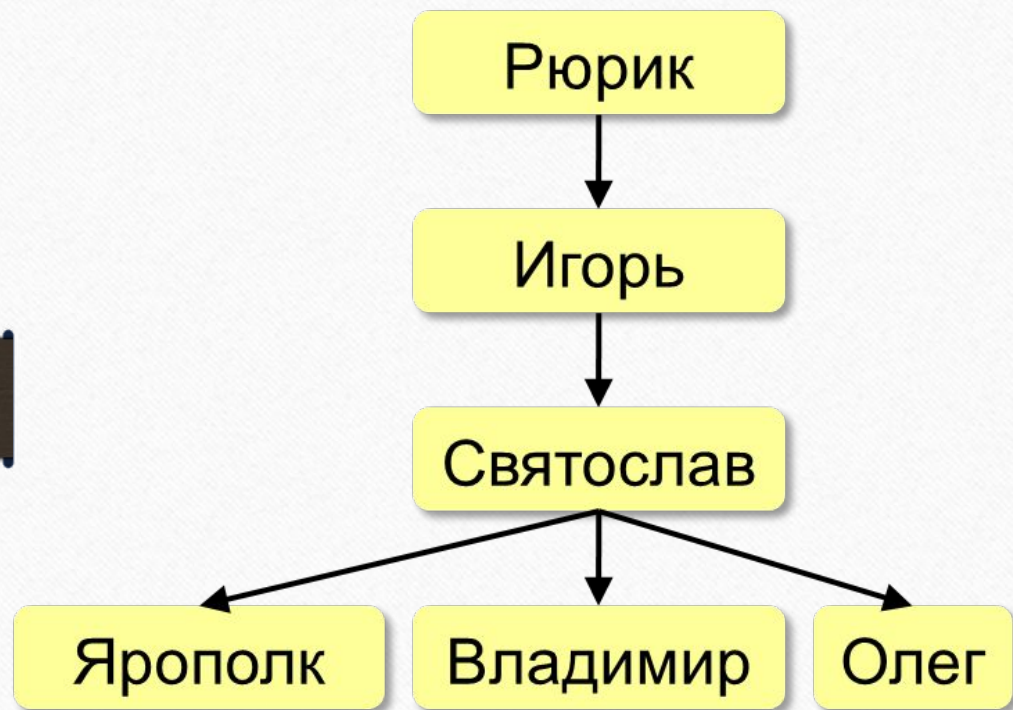 Рюрик
Игорь
Святослав
Ярополк
Владимир
Олег